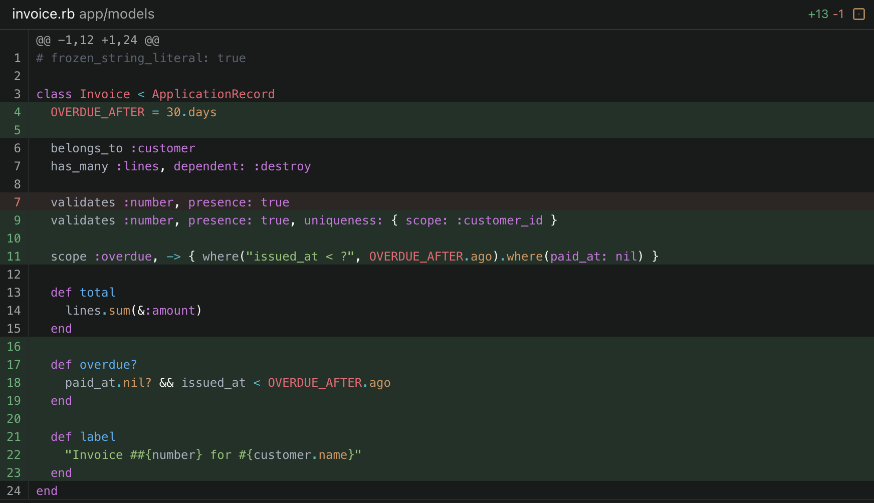 invoice.rb app/models +13 -1
@@ −1,12 +1,24 @@
1 # frozen_string_literal: true
2
3 class Invoice < ApplicationRecord
4   OVERDUE_AFTER = 30.days
5
6   belongs_to :customer
7   has_many :lines, dependent: :destroy
8
7   validates :number, presence: true
9   validates :number, presence: true, uniqueness: { scope: :customer_id }
10
11   scope :overdue, -> { where("issued_at < ?", OVERDUE_AFTER.ago).where(paid_at: nil) }
12
13   def total
14     lines.sum(&:amount)
15   end
16
17   def overdue?
18     paid_at.nil? && issued_at < OVERDUE_AFTER.ago
19   end
20
21   def label
22     "Invoice ##{number} for #{customer.name}"
23   end
24 end